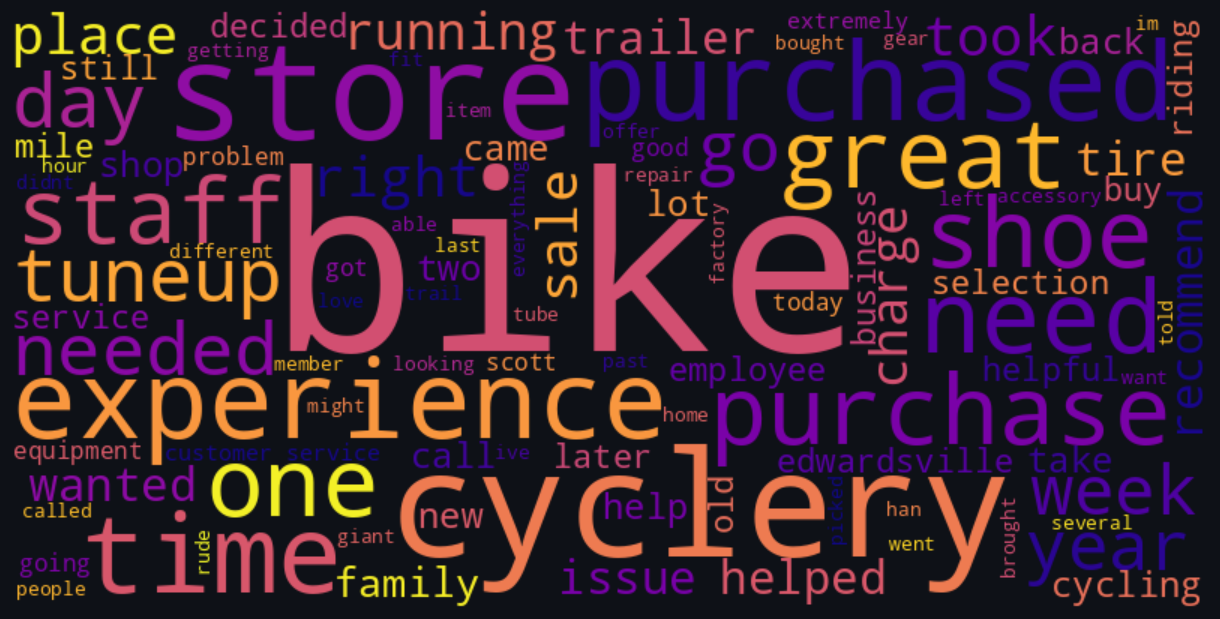 place
decided
running
trailer
extremely
bought
gear
took
back
im
riding
getting
still
fit
day
store
item
purchased
offer
good
go
great
tire
mile
hour
didnt
shop
problem
right
came
everything
sale
repair
lot
factory
buy
left
accessory
staff
able
last
shoe
different
tuneup
bike
got
two
love
trail
tube
today
business
charge
selection
need
told
recommend
service
needed
member
looking
scott
past
employee
helpful
want
experience
might
home
purchase
equipment
customer service
call
ive
later
edwardsville
take
wanted
one
cyclery
called
new
help
old
picked
han
went
brought
week
several
year
time
giant
going
rude
people
family
issue
helped
cycling